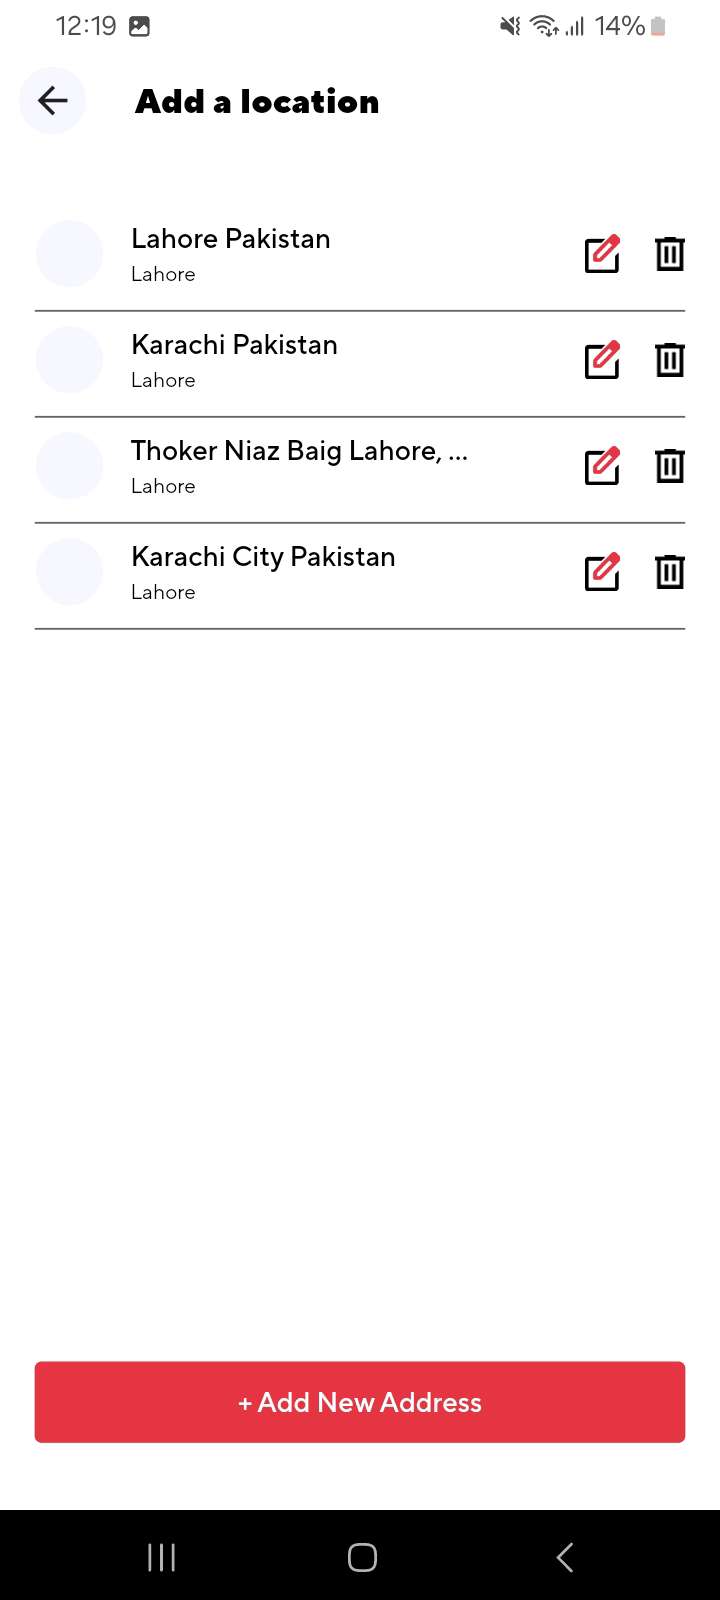 12:19 14%
Add a location
Lahore Pakistan
Lahore
Karachi Pakistan
Lahore
Thoker Niaz Baig Lahore, ...
Lahore
Karachi City Pakistan
Lahore
+ Add New Address